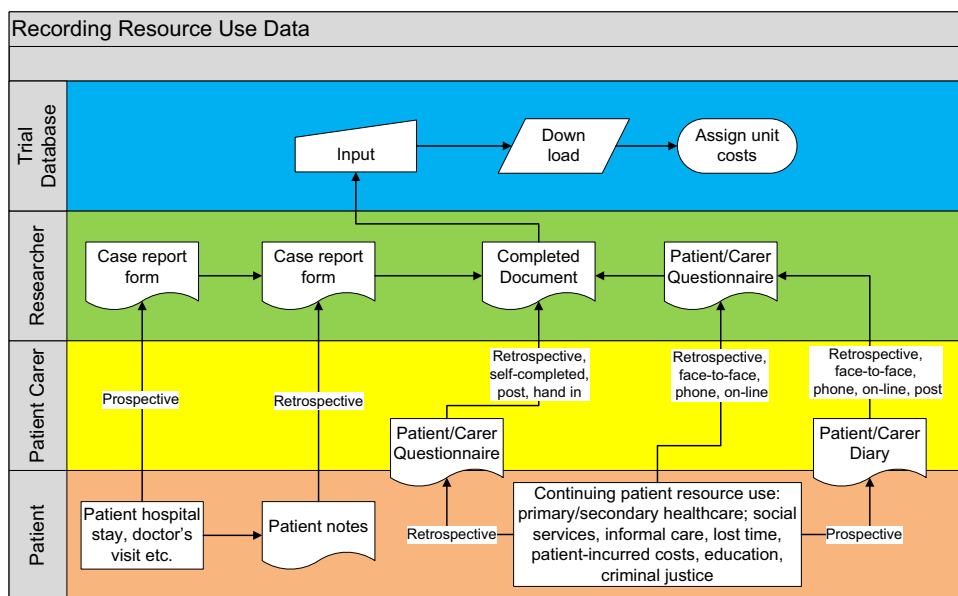 Recording Resource Use Data
Trial
Database
Input
Down
load
Assign unit
costs
Researcher
Case report
form
Case report
form
Completed
Document
Patient/Carer
Questionnaire
Patient Carer
Prospective
Retrospective
Retrospective,
self-completed,
post, hand in
Retrospective,
face-to-face,
phone, on-line
Retrospective,
face-to-face,
phone, on-line, post
Patient/Carer
Questionnaire
Patient/Carer
Diary
Patient
Patient hospital
stay, doctor's
visit etc.
Patient notes
Retrospective
Continuing patient resource use:
primary/secondary healthcare; social
services, informal care, lost time,
patient-incurred costs, education,
criminal justice
Prospective